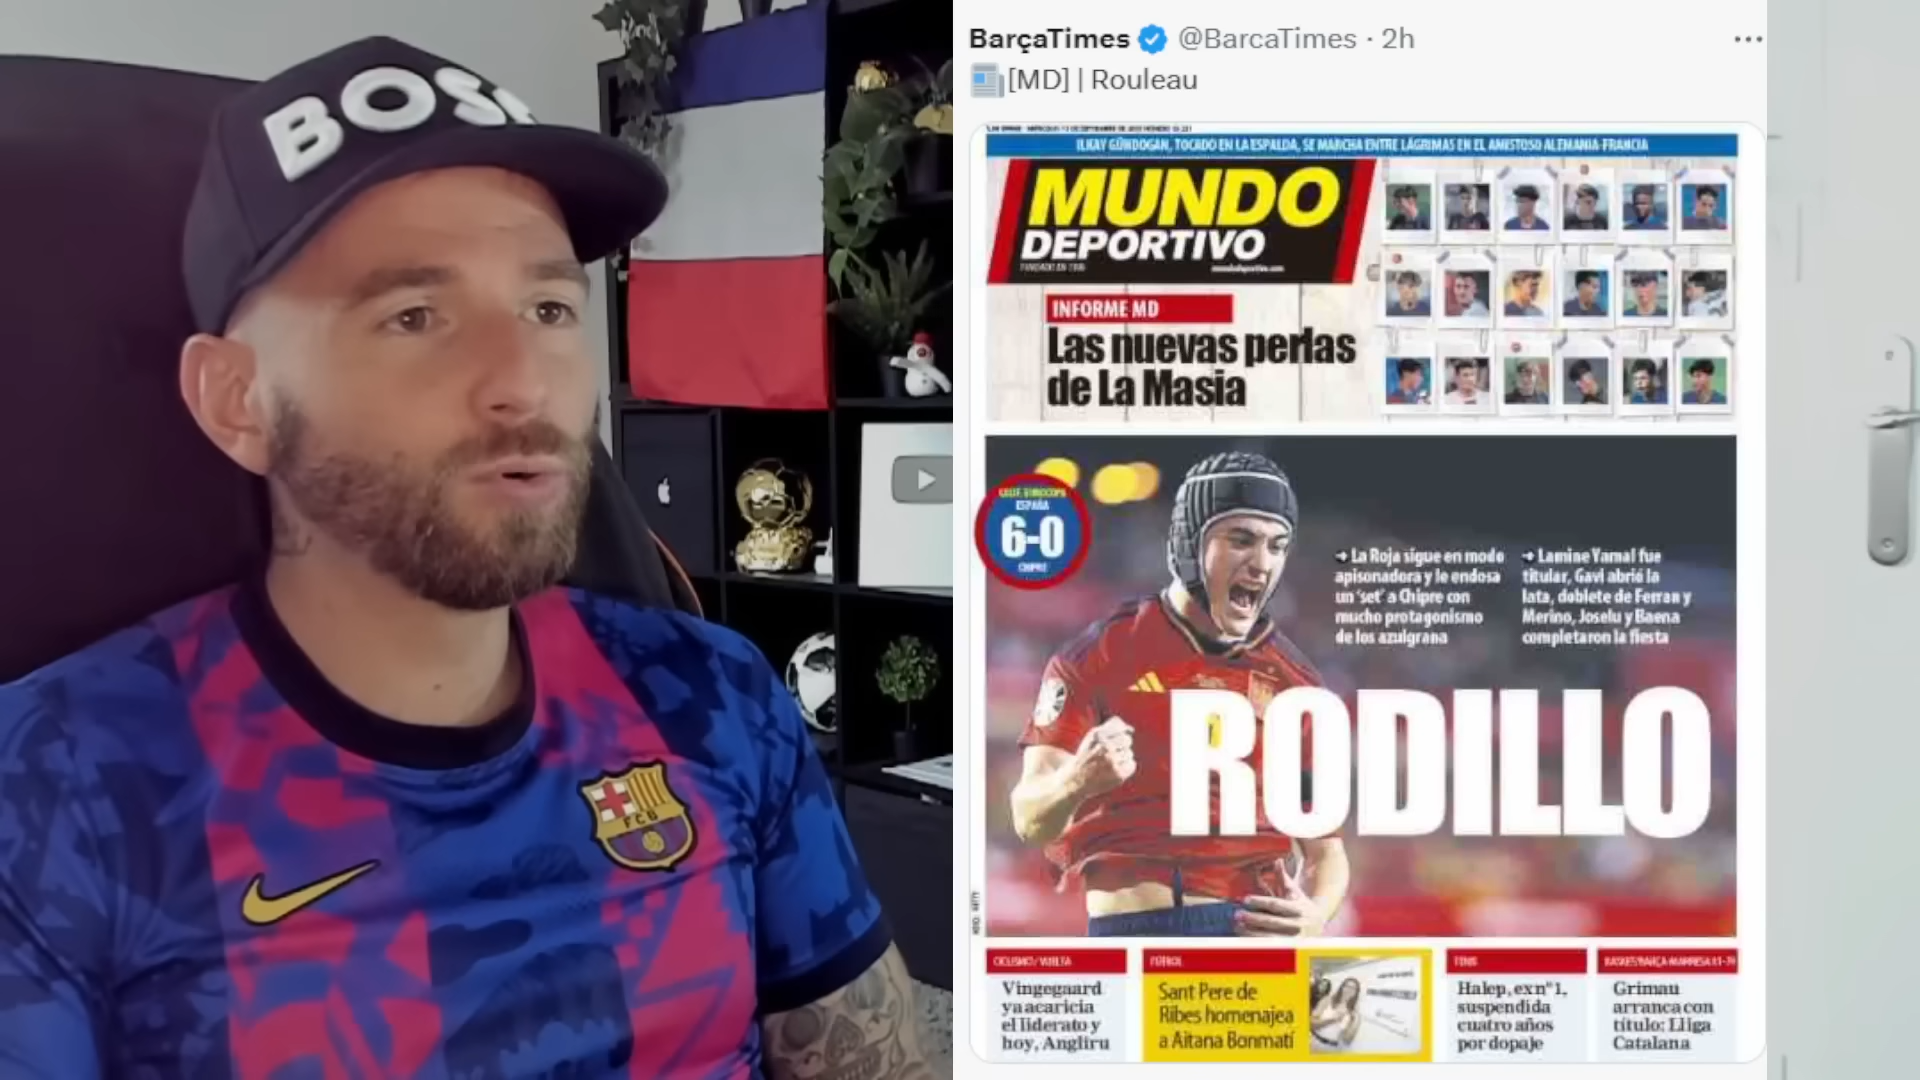 BOSS
FCB
BarçaTimes @BarcaTimes · 2h
[MD] | Rouleau
ILKAY GÜNDOGAN, TOCADO EN LA ESPALDA, SE MARCHA ENTRE LÁGRIMAS EN EL AMISTOSO ALEMANIA-FRANCIA
MUNDO
DEPORTIVO
INFORME MD
Las nuevas perlas
de La Masia
ESPAÑA
6-0
CHIPRE
La Roja sigue en modo
apisonadora y le endosa
un 'set' a Chipre con
mucho protagonismo
de los azulgrana
Lamine Yamal fue
titular, Gavi abrió la
lata, doblete de Ferran y
Merino, Joselu y Baena
completaron la fiesta
RODILLO
CICLISMO/VUELTA
Vingegaard
ya acaricia
el liderato y
hoy, Angliru
FÚTBOL
Sant Pere de
Ribes homenajea
a Aitana Bonmatí
TENIS
Halep, ex nº1,
suspendida
cuatro años
por dopaje
Grimau
arranca con
título: Lliga
Catalana